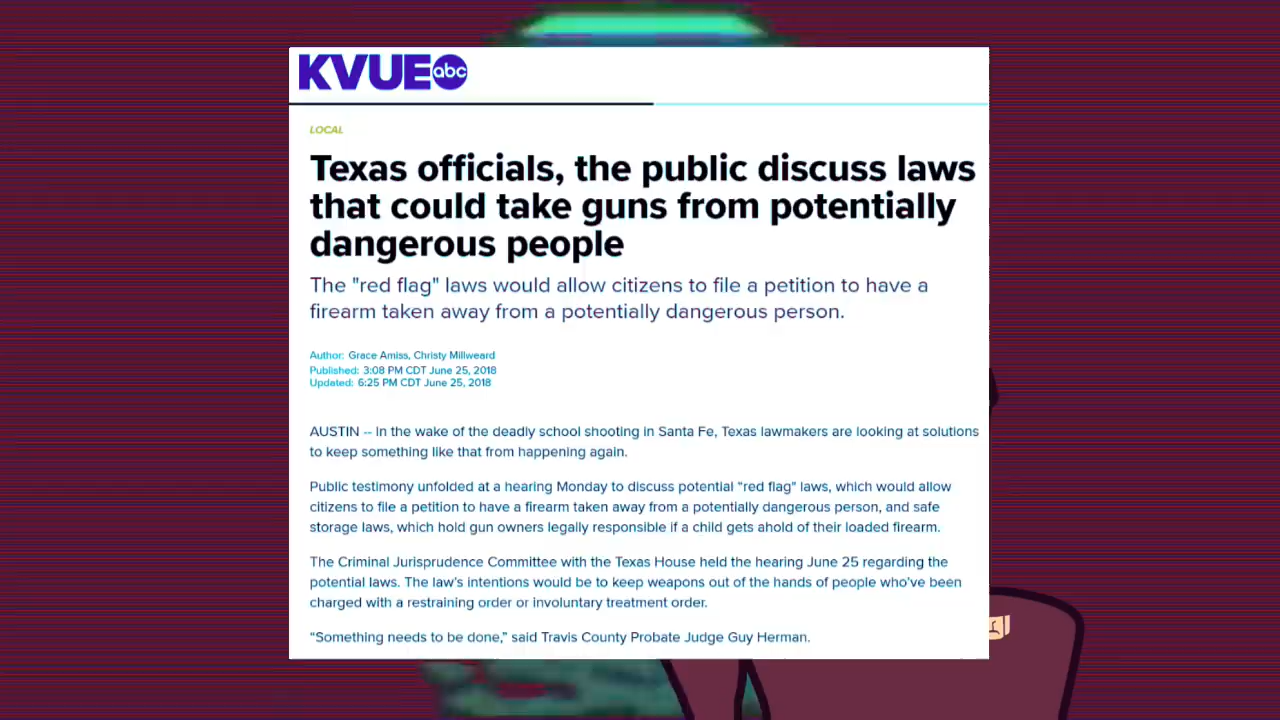 KVUE abc
LOCAL
Texas officials, the public discuss laws
that could take guns from potentially
dangerous people
The "red flag" laws would allow citizens to file a petition to have a
firearm taken away from a potentially dangerous person.
Author: Grace Amiss, Christy Millweard
Published: 3:08 PM CDT June 25, 2018
Updated: 6:25 PM CDT June 25, 2018
AUSTIN -- In the wake of the deadly school shooting in Santa Fe, Texas lawmakers are looking at solutions
to keep something like that from happening again.
Public testimony unfolded at a hearing Monday to discuss potential "red flag" laws, which would allow
citizens to file a petition to have a firearm taken away from a potentially dangerous person, and safe
storage laws, which hold gun owners legally responsible if a child gets ahold of their loaded firearm.
The Criminal Jurisprudence Committee with the Texas House held the hearing June 25 regarding the
potential laws. The law's intentions would be to keep weapons out of the hands of people who've been
charged with a restraining order or involuntary treatment order.
“Something needs to be done,” said Travis County Probate Judge Guy Herman.